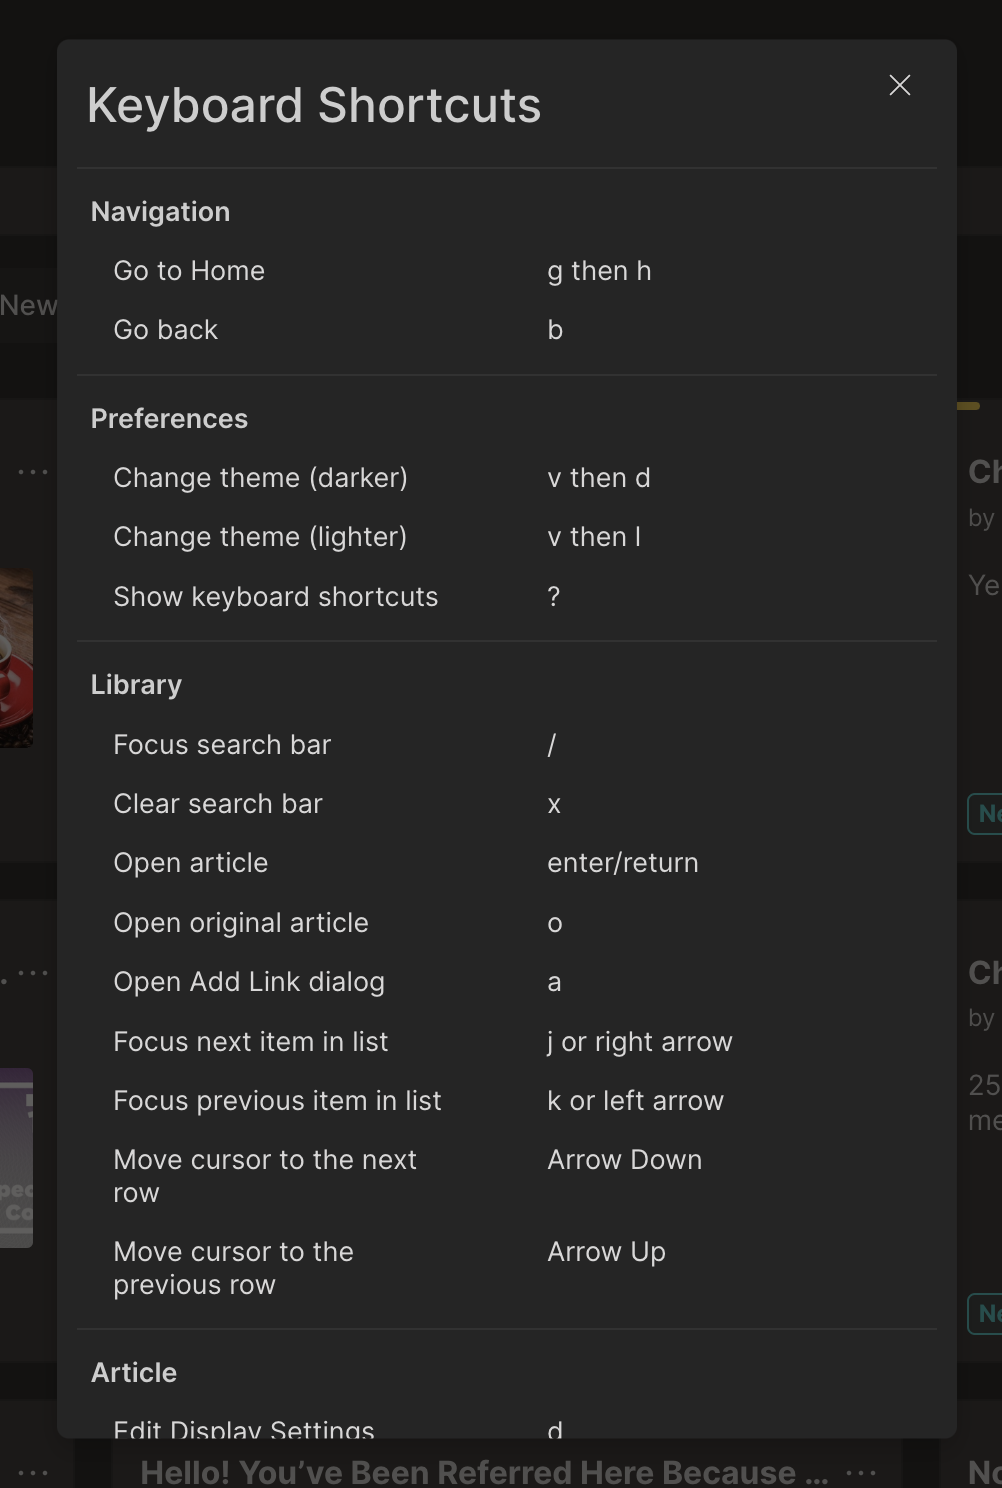 Keyboard Shortcuts
Navigation
Go to Home g then h
Go back b
New
Preferences
Change theme (darker) v then d
Change theme (lighter) v then l
Show keyboard shortcuts ?
Ch
by
Ye
Library
Focus search bar /
Clear search bar x
Ne
Open article enter/return
Open original article o
Open Add Link dialog a
Ch
by
Focus next item in list j or right arrow
25
Focus previous item in list k or left arrow
me
Move cursor to the next Arrow Down
row
pec
Co
Move cursor to the Arrow Up
previous row
Ne
Article
Edit Display Settings d
Hello! You’ve Been Referred Here Because ...
No